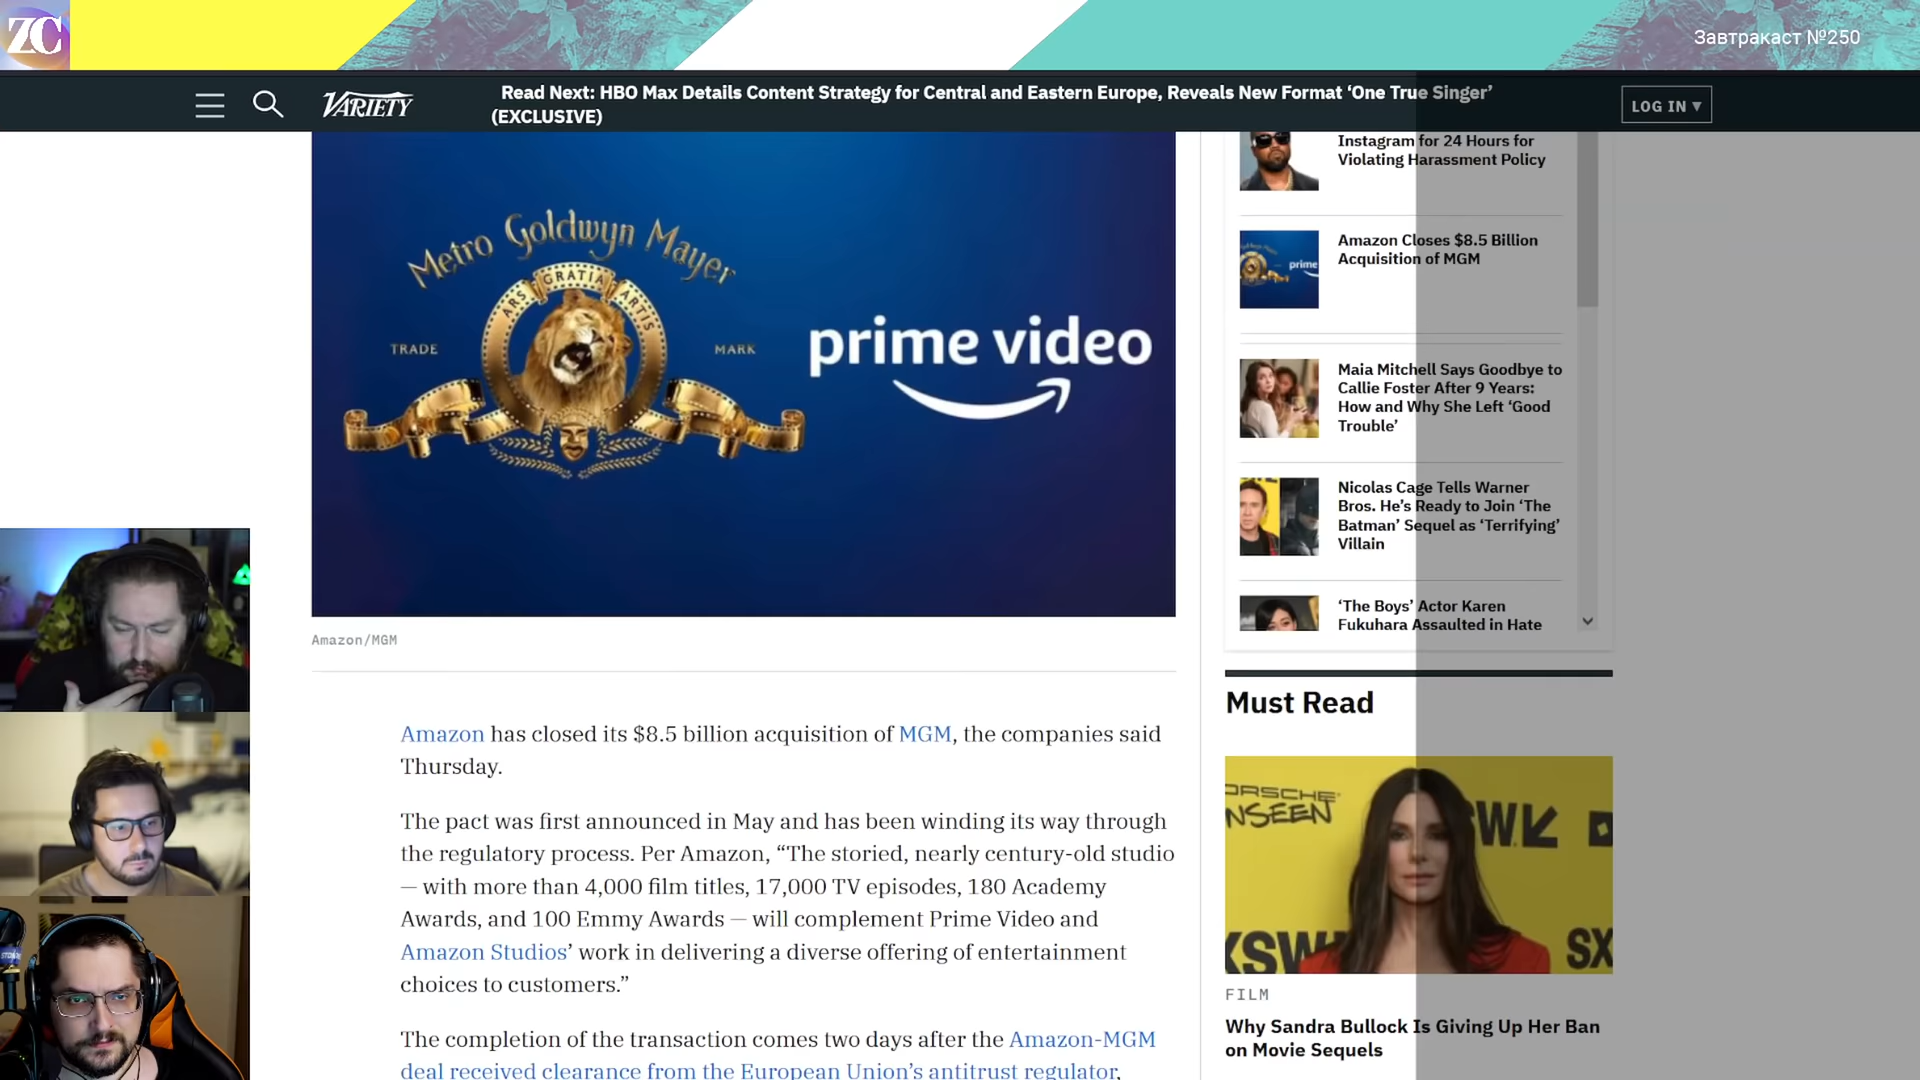 ZC
Завтракаст №250
VARIETY
Read Next: HBO Max Details Content Strategy for Central and Eastern Europe, Reveals New Format ‘One True Singer’
(EXCLUSIVE)
LOG IN ▾
Metro Goldwyn Mayer
ARS GRATIA ARTIS
TRADE
MARK
prime video
Amazon/MGM
Amazon has closed its $8.5 billion acquisition of MGM, the companies said
Thursday.
The pact was first announced in May and has been winding its way through
the regulatory process. Per Amazon, “The storied, nearly century-old studio
— with more than 4,000 film titles, 17,000 TV episodes, 180 Academy
Awards, and 100 Emmy Awards — will complement Prime Video and
Amazon Studios’ work in delivering a diverse offering of entertainment
choices to customers.”
The completion of the transaction comes two days after the Amazon-MGM
deal received clearance from the European Union’s antitrust regulator,
Instagram for 24 Hours for
Violating Harassment Policy
prime
Amazon Closes $8.5 Billion
Acquisition of MGM
Maia Mitchell Says Goodbye to
Callie Foster After 9 Years:
How and Why She Left ‘Good
Trouble’
Nicolas Cage Tells Warner
Bros. He’s Ready to Join ‘The
Batman’ Sequel as ‘Terrifying’
Villain
‘The Boys’ Actor Karen
Fukuhara Assaulted in Hate
Must Read
ORSCHE
NSEEN
SW
XSW
SX
FILM
Why Sandra Bullock Is Giving Up Her Ban
on Movie Sequels